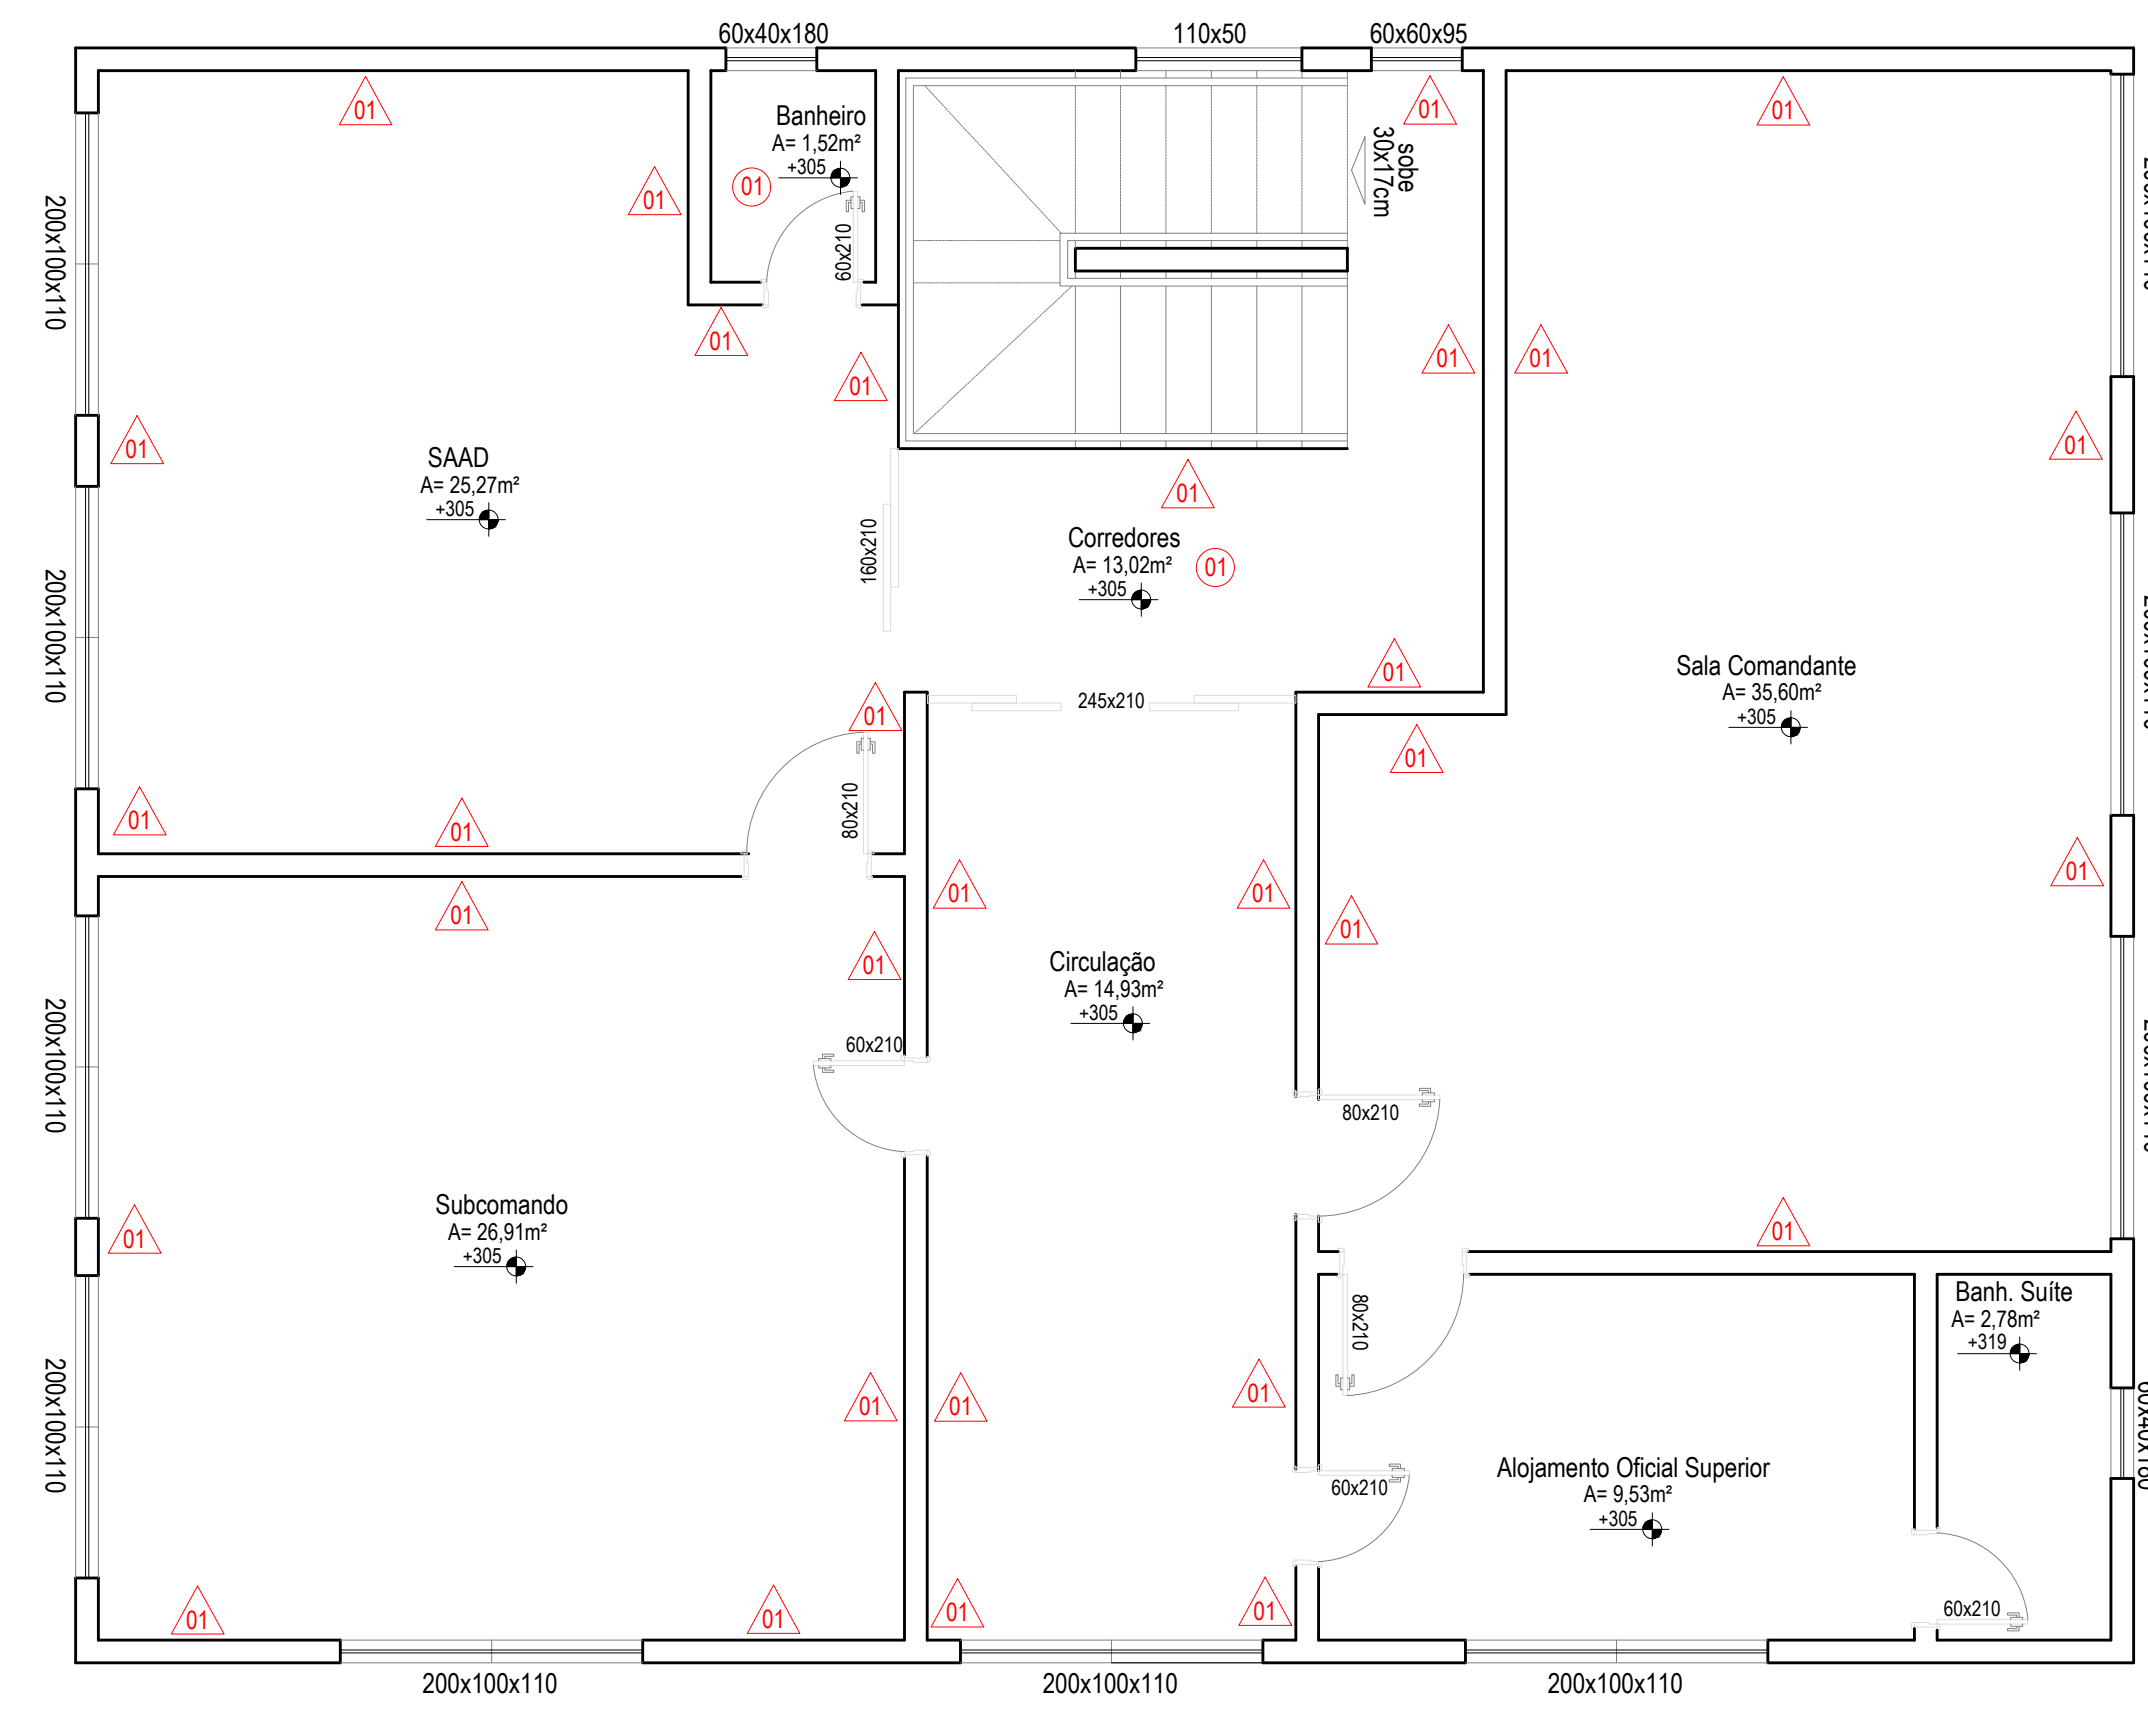 60x40x180
110x50
60x60x95
01
01
01
Banheiro
A= 1,52m²
+305
01
01
60x210
sobe
30x17cm
200x100x110
01
01
01
01
01
01
01
SAAD
A= 25,27m²
+305
01
160x210
Corredores
A= 13,02m²
+305
01
200x100x110
01
Sala Comandante
A= 35,60m²
+305
245x210
01
01
01
01
80x210
01
01
01
01
01
01
01
Circulação
A= 14,93m²
+305
200x100x110
60x210
80x210
Subcomando
A= 26,91m²
+305
01
01
Banh. Suíte
A= 2,78m²
+319
80x210
200x100x110
01
01
01
Alojamento Oficial Superior
A= 9,53m²
+305
60x210
60x210
01
01
01
01
200x100x110
200x100x110
200x100x110